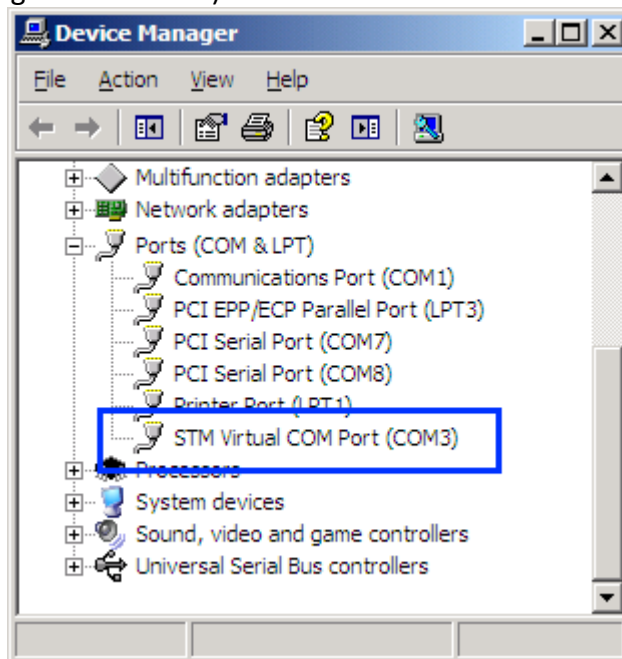 Device Manager
File Action View Help
Multifunction adapters
Network adapters
Ports (COM & LPT)
Communications Port (COM1)
PCI EPP/ECP Parallel Port (LPT3)
PCI Serial Port (COM7)
PCI Serial Port (COM8)
Printer Port (LPT1)
STM Virtual COM Port (COM3)
Processors
System devices
Sound, video and game controllers
Universal Serial Bus controllers